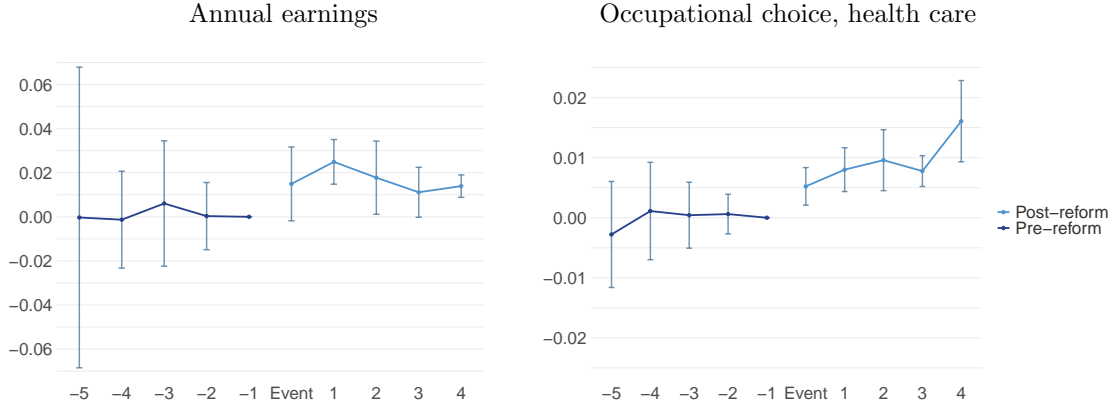 Annual earnings
0.06
0.04
0.02
0.00
−0.02
−0.04
−0.06
−5 −4 −3 −2 −1 Event 1 2 3 4
Occupational choice, health care
0.02
0.01
0.00
−0.01
−0.02
−5 −4 −3 −2 −1 Event 1 2 3 4
Post−reform
Pre−reform